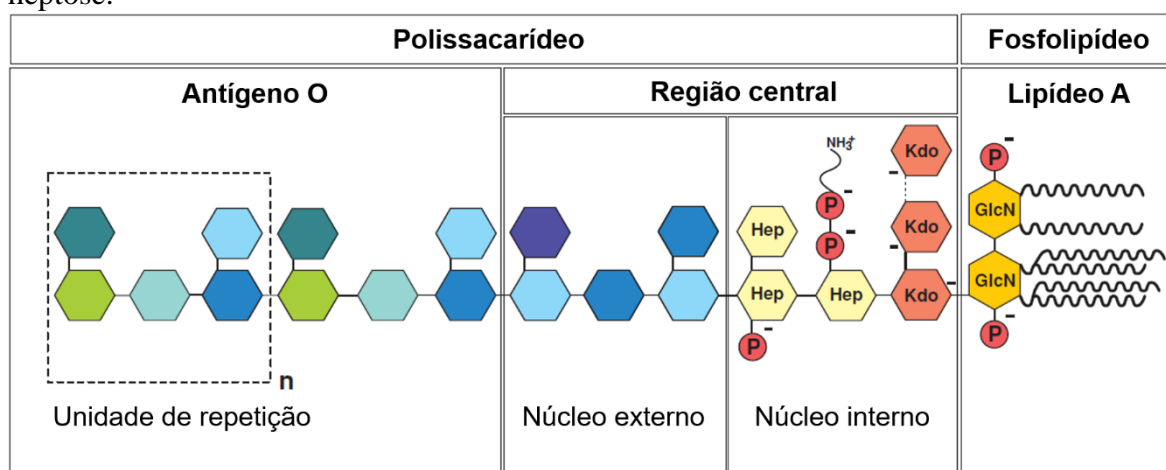 heptose.
Polissacarídeo
Fosfolipídeo
Antígeno O
Região central
Lipídeo A
NH3+
Kdo
-
P
-
P
-
Kdo
GlcN
Hep
P
-
-
Hep
Hep
Kdo
-
GlcN
P
-
P
-
n
Unidade de repetição
Núcleo externo
Núcleo interno